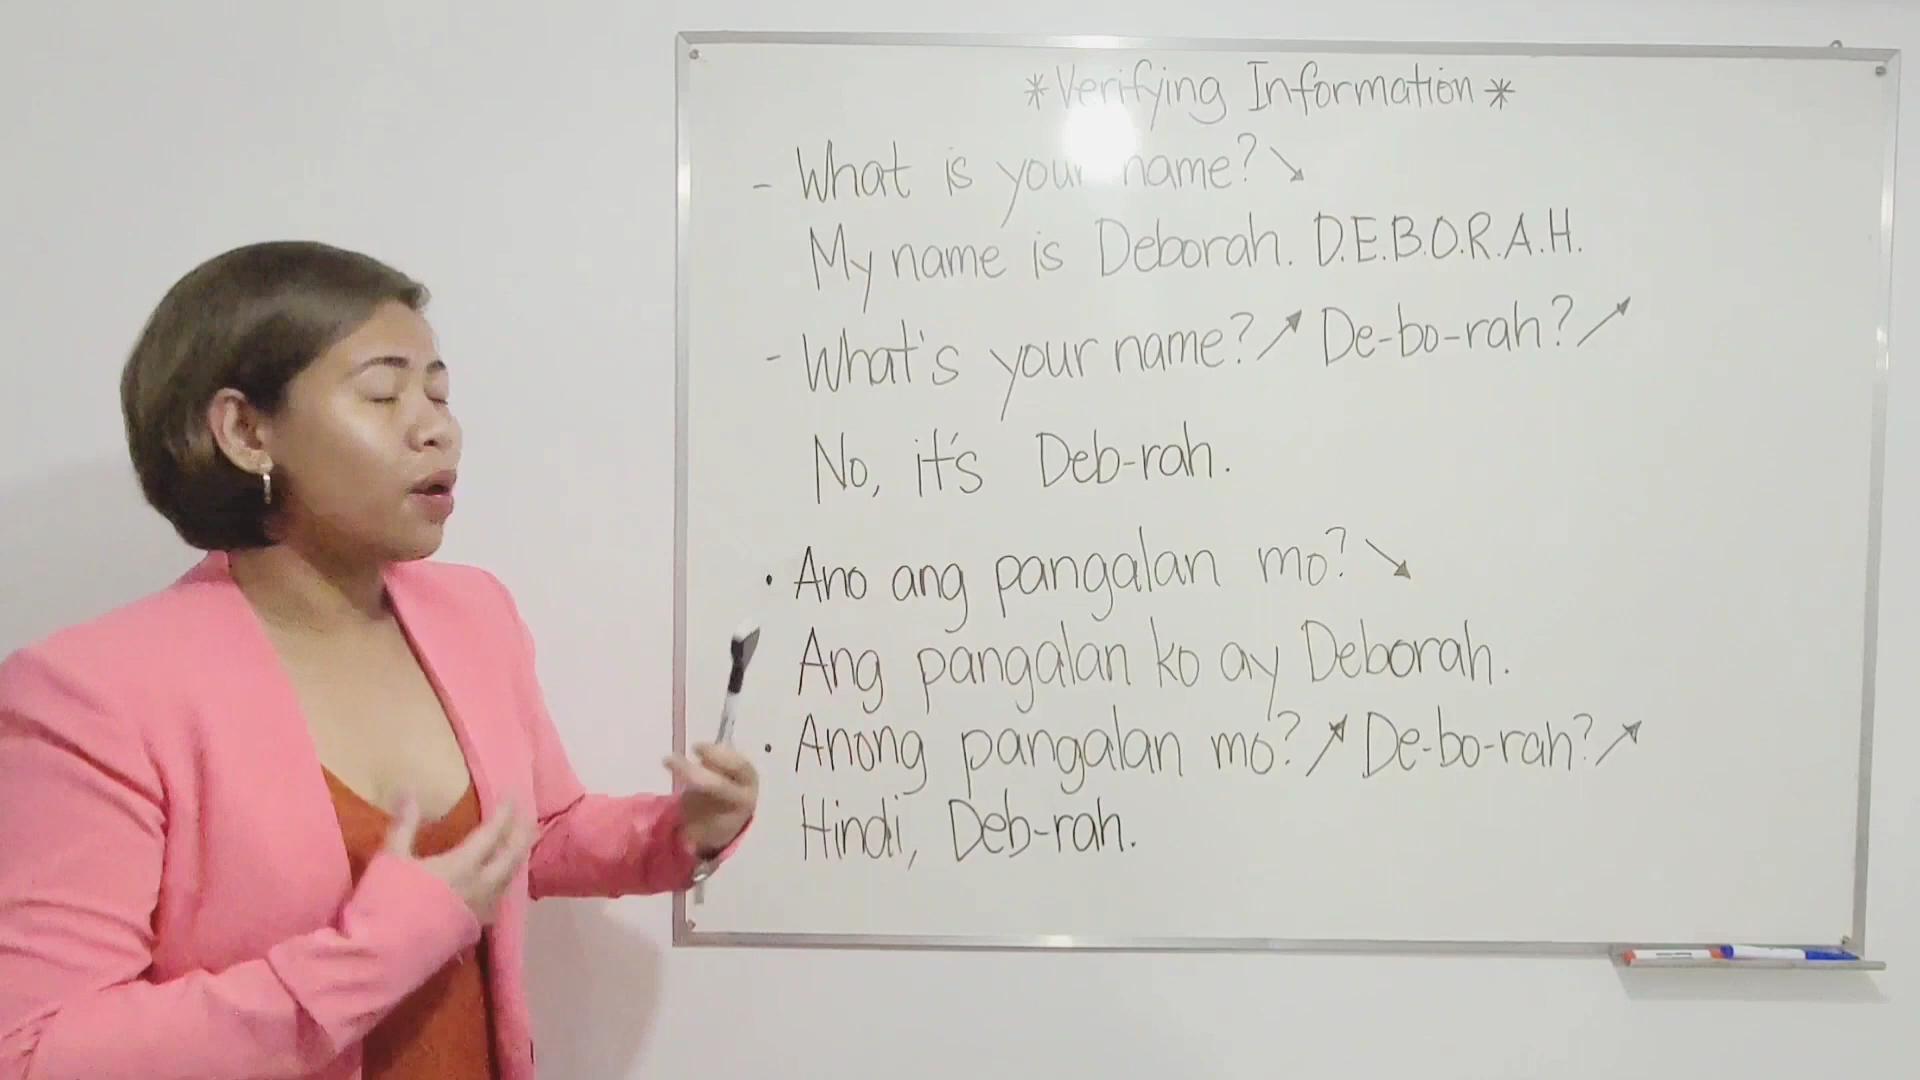 *Verifying Information*
- What is your name? ↘
My name is Deborah. D.E.B.O.R.A.H.
- What's your name? ↗ De-bo-rah? ↗
No, it's Deb-rah.
• Ano ang pangalan mo? ↘
Ang pangalan ko ay Deborah.
• Anong pangalan mo? ↗ De-bo-rah? ↗
Hindi, Deb-rah.